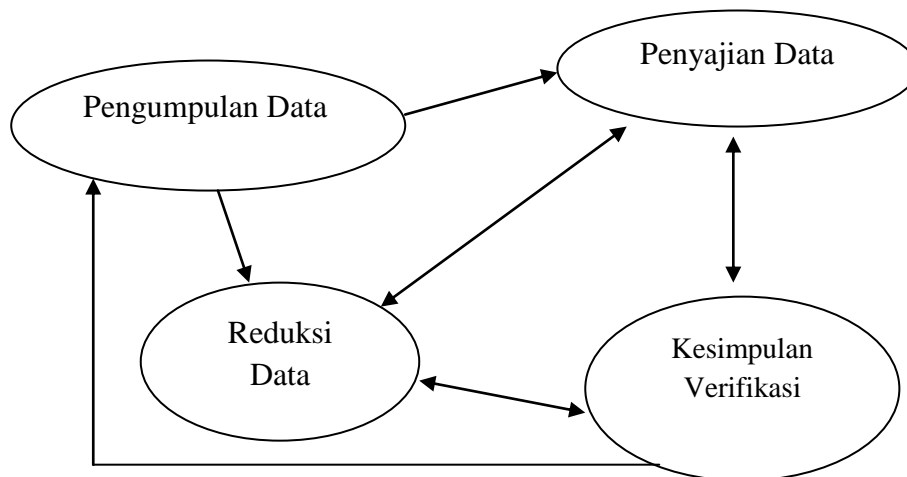 Pengumpulan Data
Penyajian Data
Reduksi
Data
Kesimpulan
Verifikasi